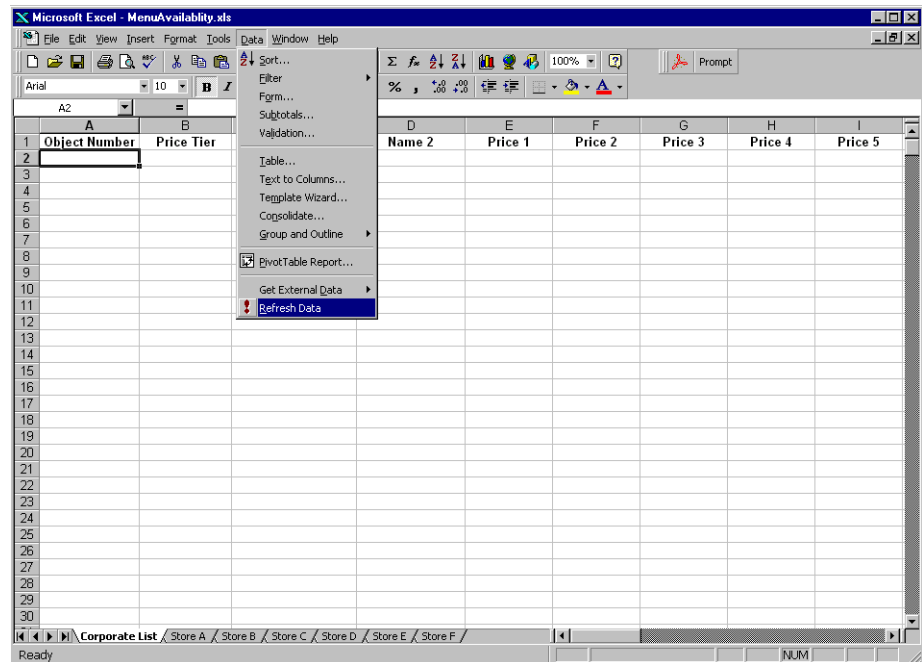 Microsoft Excel - MenuAvailablity.xls
File Edit View Insert Format Tools Data Window Help
Σ fx 100% ? Prompt
Arial 10 B I % , .00 .00 A
A2 =
A B D E F G H I
1 Object Number Price Tier Name 2 Price 1 Price 2 Price 3 Price 4 Price 5
Sort...
Filter
Form...
Subtotals...
Validation...
Table...
Text to Columns...
Template Wizard...
Consolidate...
Group and Outline
PivotTable Report...
Get External Data
Refresh Data
2
3
4
5
6
7
8
9
10
11
12
13
14
15
16
17
18
19
20
21
22
23
24
25
26
27
28
29
30
Corporate List Store A Store B Store C Store D Store E Store F
Ready NUM